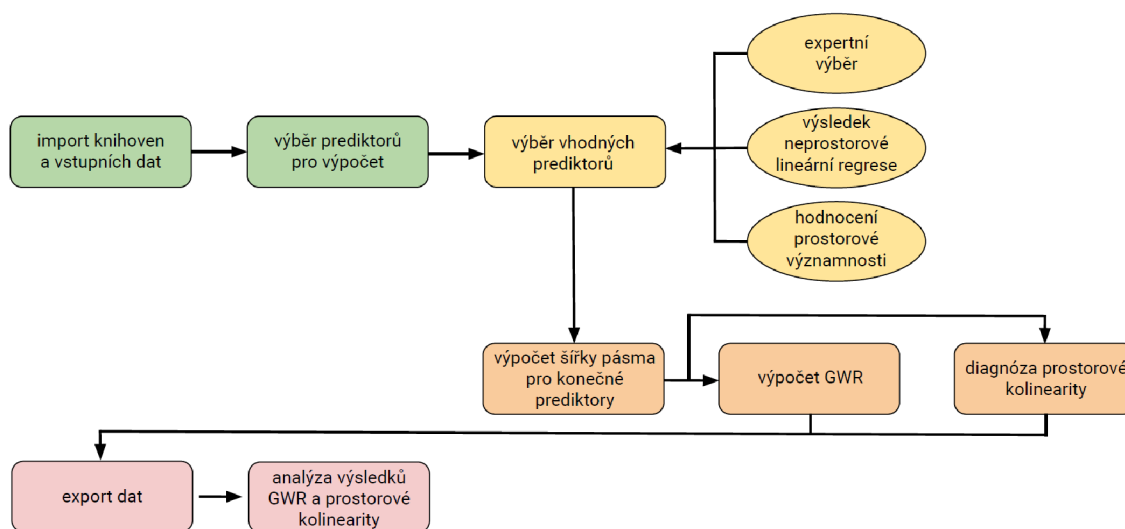 expertní
výběr
import knihoven
a vstupních dat
výběr prediktorů
pro výpočet
výběr vhodných
prediktorů
výsledek
neprostorové
lineární regrese
hodnocení
prostorové
významnosti
výpočet šířky pásma
pro konečné
prediktory
výpočet GWR
diagnóza prostorové
kolinearity
export dat
analýza výsledků
GWR a prostorové
kolinearity